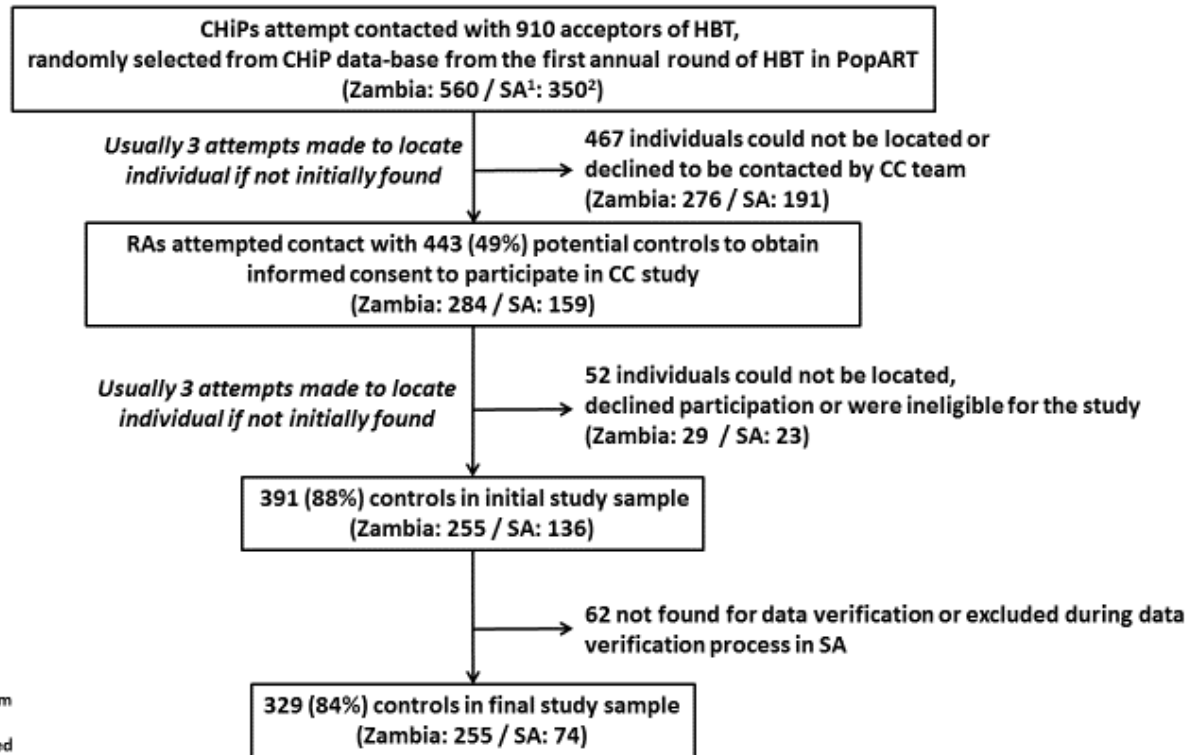 CHiPs attempt contacted with 910 acceptors of HBT,
randomly selected from CHiP data-base from the first annual round of HBT in PopART
(Zambia: 560 / SA¹: 350²)
Usually 3 attempts made to locate
individual if not initially found
467 individuals could not be located or
declined to be contacted by CC team
(Zambia: 276 / SA: 191)
RAs attempted contact with 443 (49%) potential controls to obtain
informed consent to participate in CC study
(Zambia: 284 / SA: 159)
Usually 3 attempts made to locate
individual if not initially found
52 individuals could not be located,
declined participation or were ineligible for the study
(Zambia: 29 / SA: 23)
391 (88%) controls in initial study sample
(Zambia: 255 / SA: 136)
62 not found for data verification or excluded during data
verification process in SA
329 (84%) controls in final study sample
(Zambia: 255 / SA: 74)